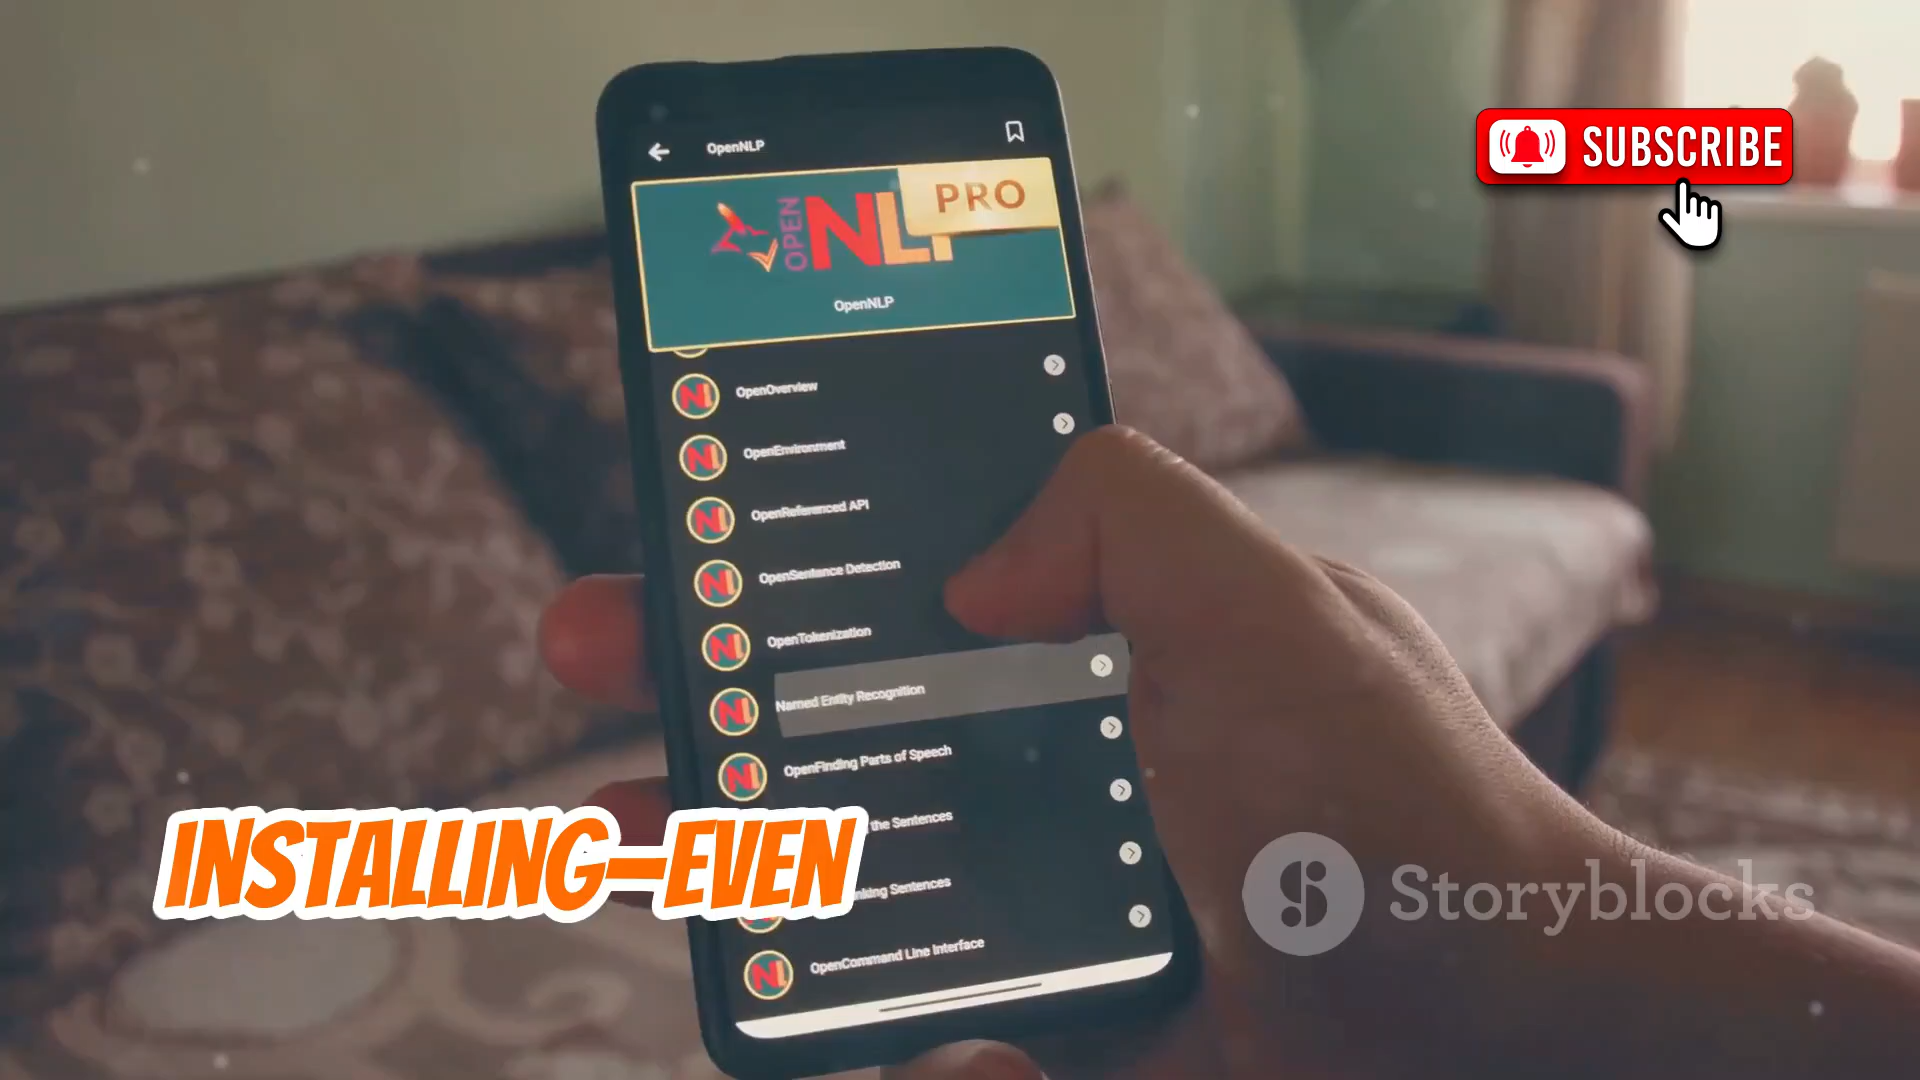 OpenNLP
SUBSCRIBE
PRO
OPEN
NLP
OpenNLP
OpenOverview
OpenEnvironment
OpenReferenced API
OpenSentence Detection
OpenTokenization
Named Entity Recognition
OpenFinding Parts of Speech
the Sentences
INSTALLING-EVEN
Sentences
OpenCommand Line Interface
Storyblocks